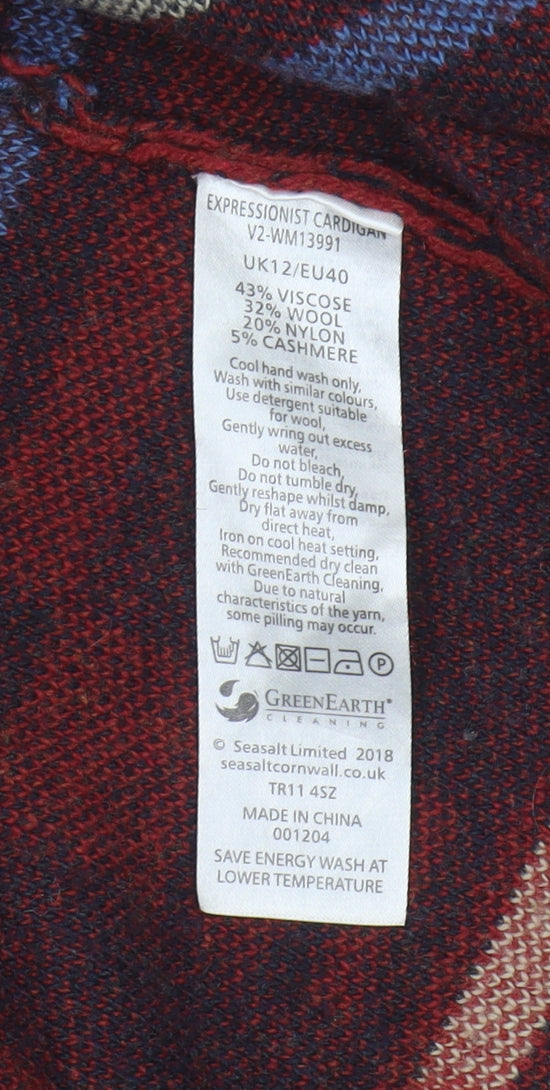 EXPRESSIONIST CARDIGAN
V2-WM13991
UK12/EU40
43% VISCOSE
32% WOOL
20% NYLON
5% CASHMERE
Cool hand wash only,
Wash with similar colours,
Use detergent suitable
for wool,
Gently wring out excess
water,
Do not bleach,
Do not tumble dry,
Gently reshape whilst damp,
Dry flat away from
direct heat,
Iron on cool heat setting,
Recommended dry clean
with GreenEarth Cleaning,
Due to natural
characteristics of the yarn,
some pilling may occur.
P
GREENEARTH®
CLEANING
© Seasalt Limited 2018
seasaltcornwall.co.uk
TR11 4SZ
MADE IN CHINA
001204
SAVE ENERGY WASH AT
LOWER TEMPERATURE